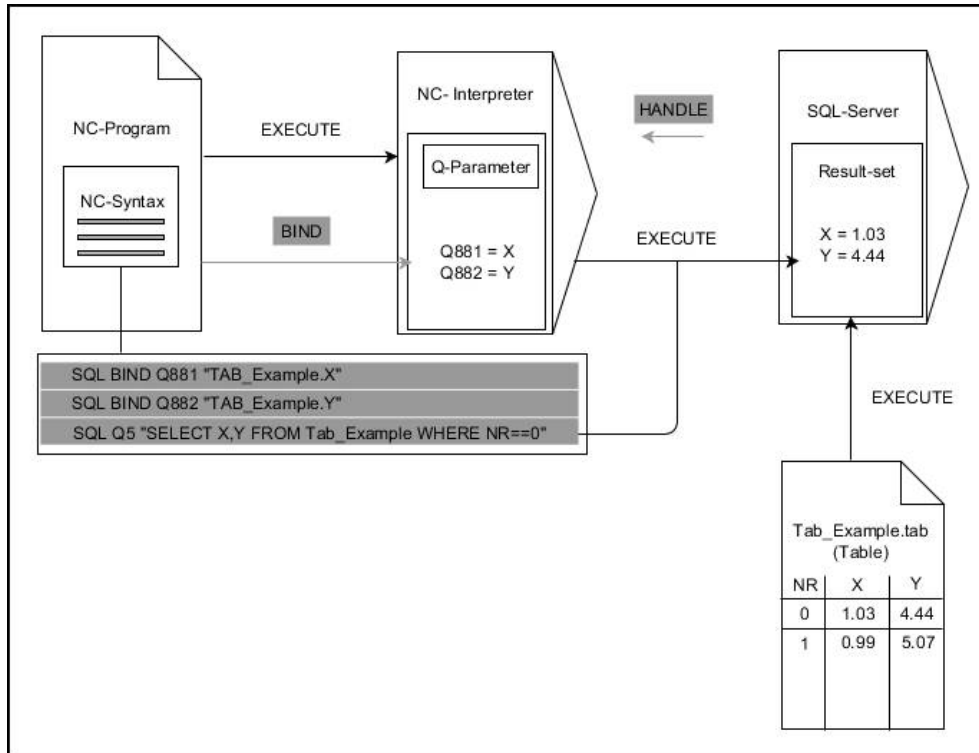 NC-Program
NC-Syntax
EXECUTE
BIND
NC- Interpreter
Q-Parameter
Q881 = X
Q882 = Y
HANDLE
EXECUTE
SQL-Server
Result-set
X = 1.03
Y = 4.44
SQL BIND Q881 "TAB_Example.X"
SQL BIND Q882 "TAB_Example.Y"
SQL Q5 "SELECT X,Y FROM Tab_Example WHERE NR==0"
EXECUTE
Tab_Example.tab
(Table)
NR X Y
0 1.03 4.44
1 0.99 5.07